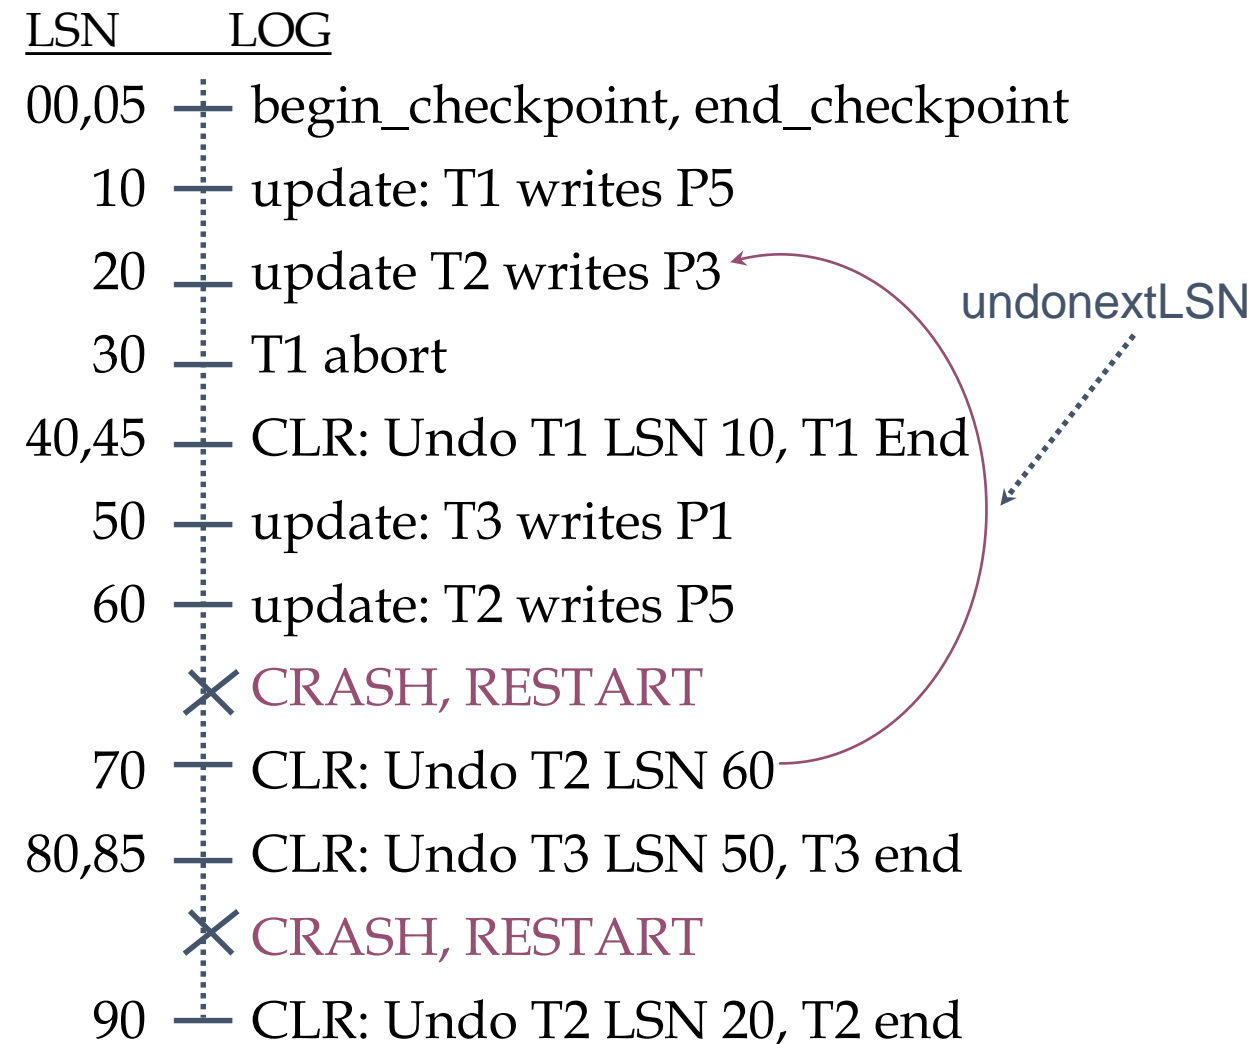 LSN LOG
00,05 begin_checkpoint, end_checkpoint
10 update: T1 writes P5
20 update T2 writes P3
undonextLSN
30 T1 abort
40,45 CLR: Undo T1 LSN 10, T1 End
50 update: T3 writes P1
60 update: T2 writes P5
CRASH, RESTART
70 CLR: Undo T2 LSN 60
80,85 CLR: Undo T3 LSN 50, T3 end
CRASH, RESTART
90 CLR: Undo T2 LSN 20, T2 end